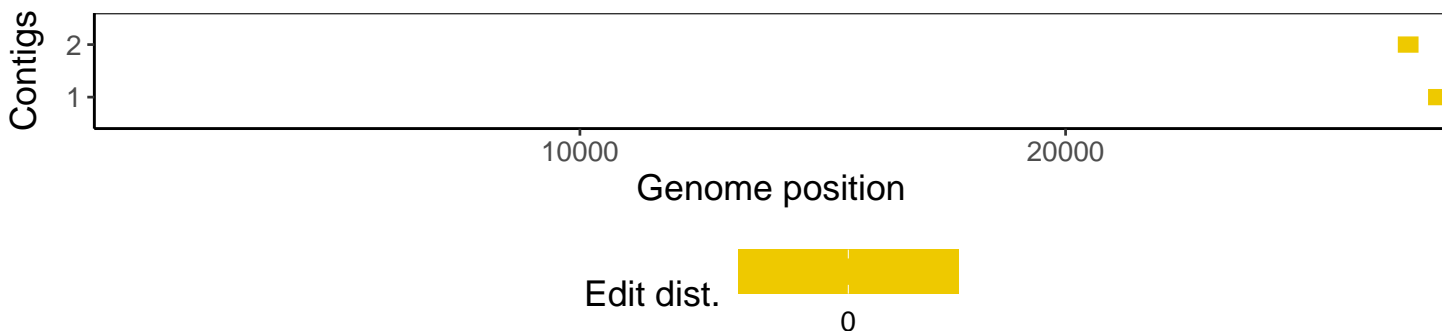 Contigs
2
1
10000 20000
Genome position
Edit dist.
0